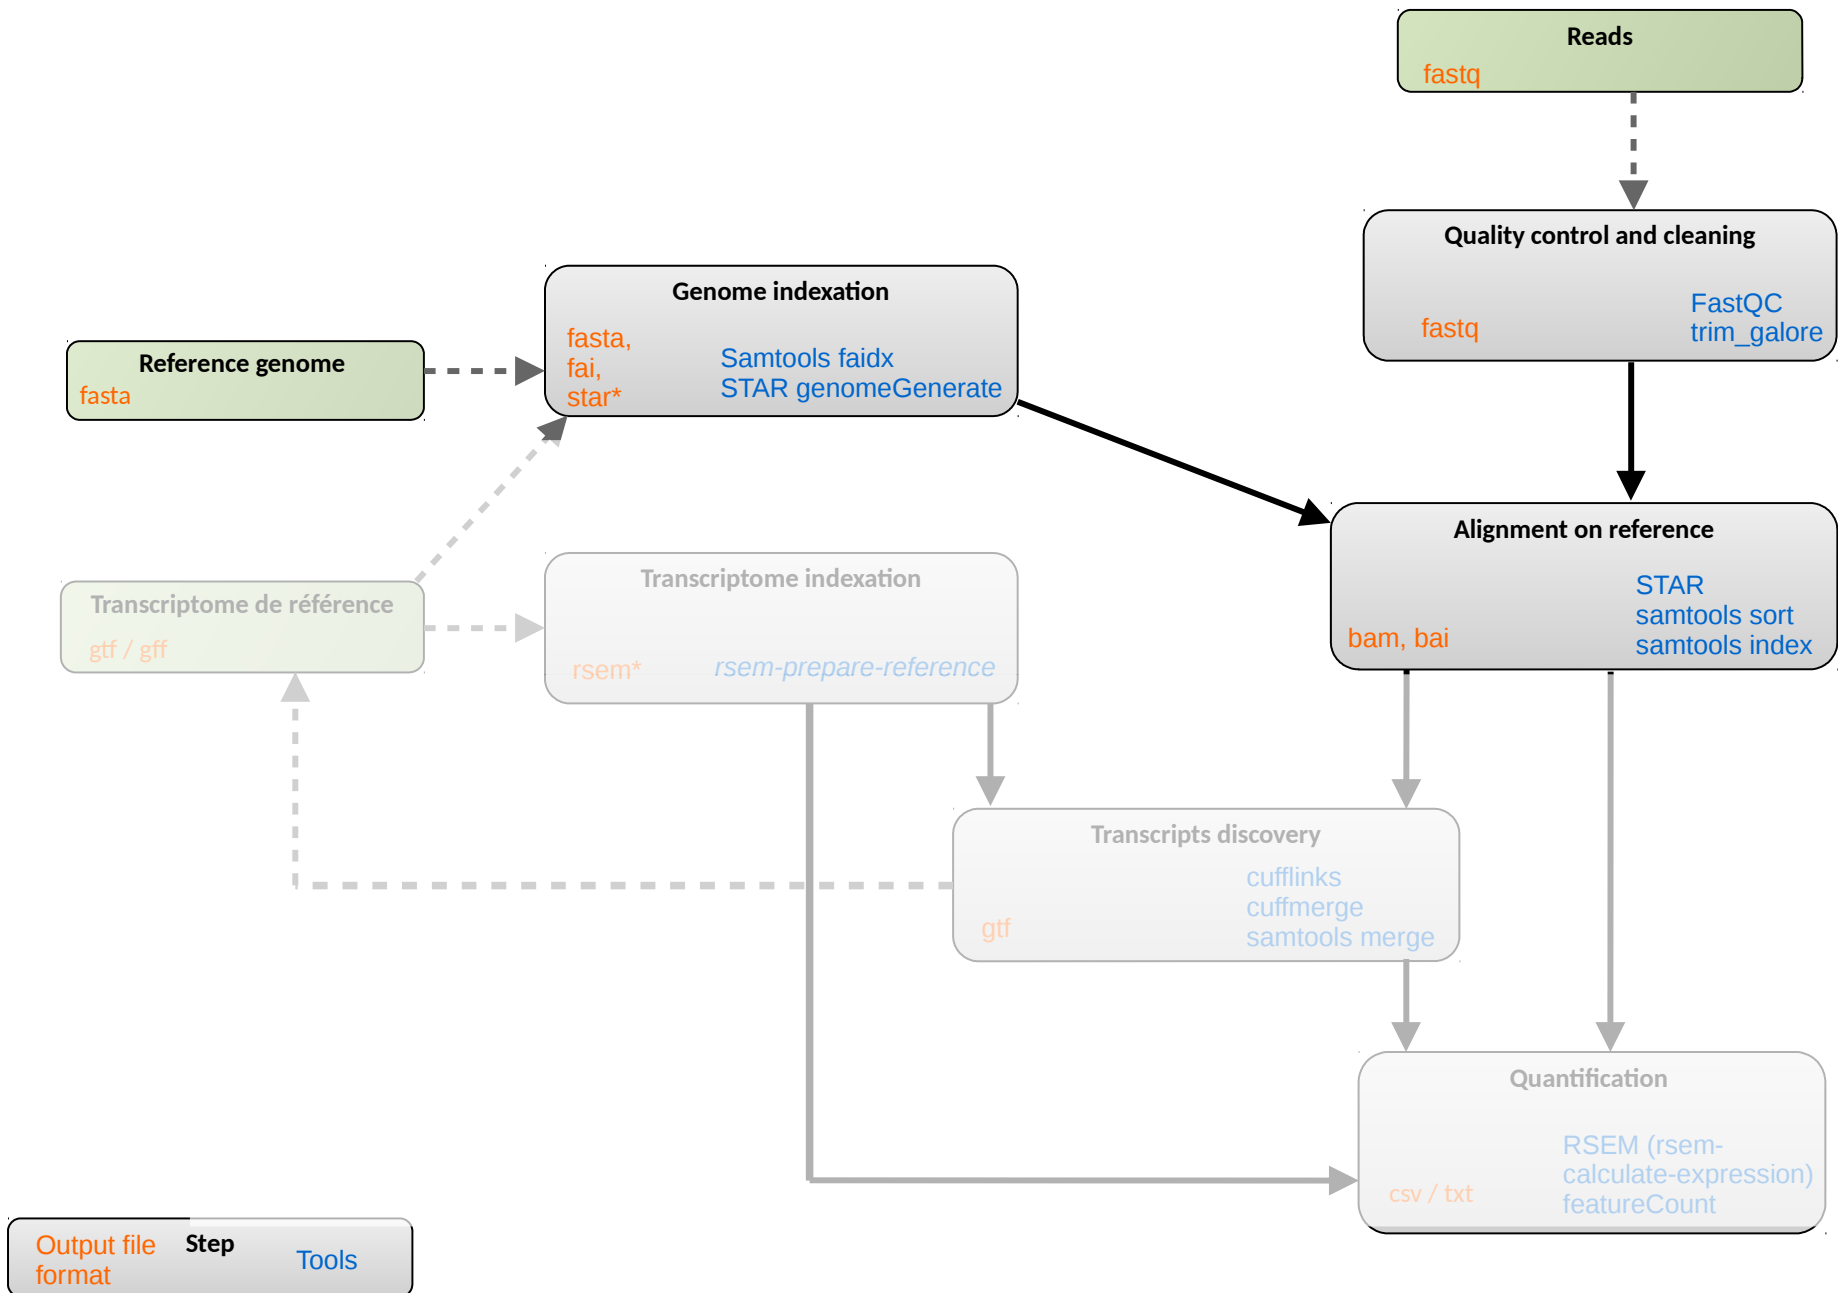 Reads
fastq
Quality control and cleaning
fastq
FastQC
trim_galore
Genome indexation
fasta,
fai,
star*
Samtools faidx
STAR genomeGenerate
Reference genome
fasta
Alignment on reference
bam, bai
STAR
samtools sort
samtools index
Transcriptome de référence
gtf / gff
Transcriptome indexation
rsem*
rsem-prepare-reference
Transcripts discovery
gtf
cufflinks
cuffmerge
samtools merge
Quantification
csv / txt
RSEM (rsem-
calculate-expression)
featureCount
Output file
format
Step
Tools